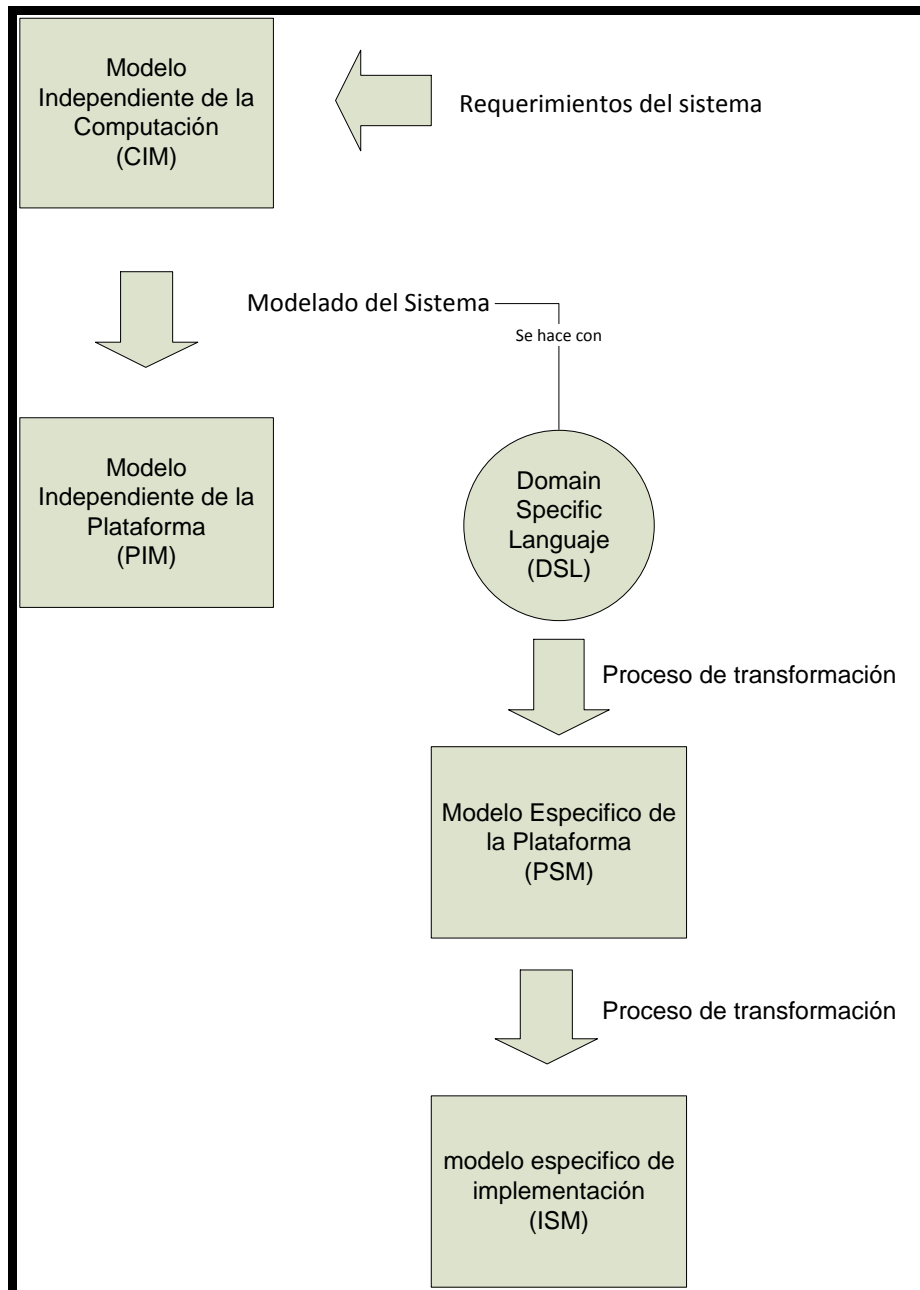 Modelo
Independiente de la
Computación
(CIM)
Requerimientos del sistema
Modelado del Sistema
Se hace con
Modelo
Independiente de la
Plataforma
(PIM)
Domain
Specific
Languaje
(DSL)
Proceso de transformación
Modelo Especifico de
la Plataforma
(PSM)
Proceso de transformación
modelo especifico de
implementación
(ISM)